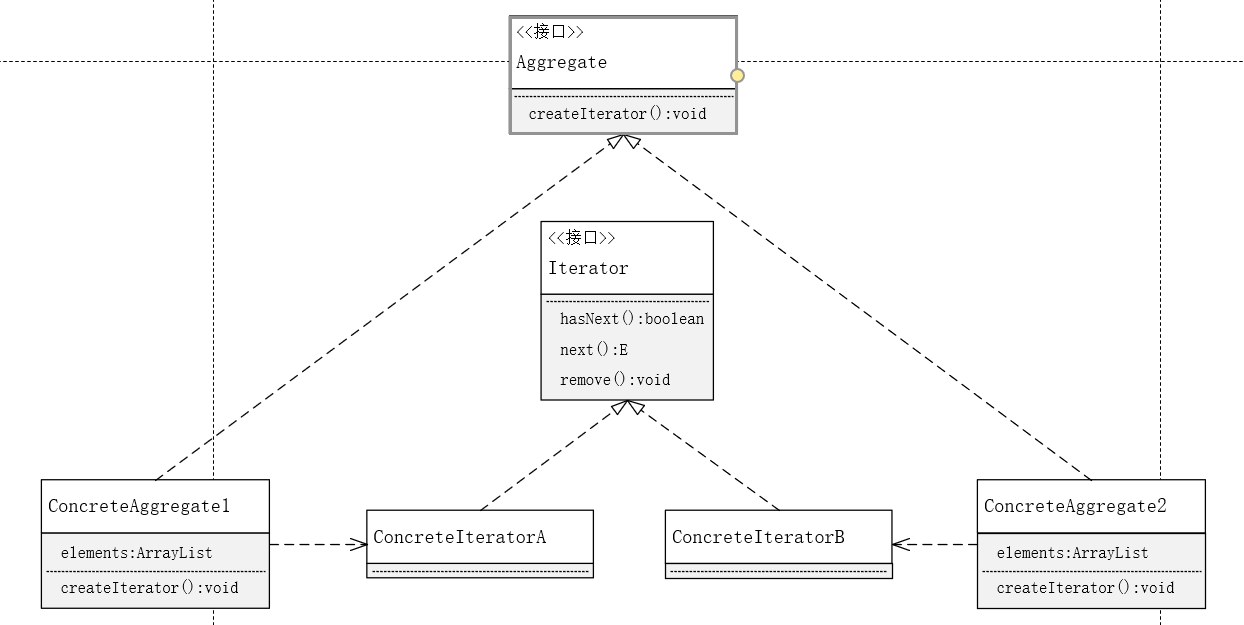 <<接口>>
Aggregate
createIterator():void
<<接口>>
Iterator
hasNext():boolean
next():E
remove():void
ConcreteAggregate1
elements:ArrayList
createIterator():void
ConcreteIteratorA
ConcreteIteratorB
ConcreteAggregate2
elements:ArrayList
createIterator():void